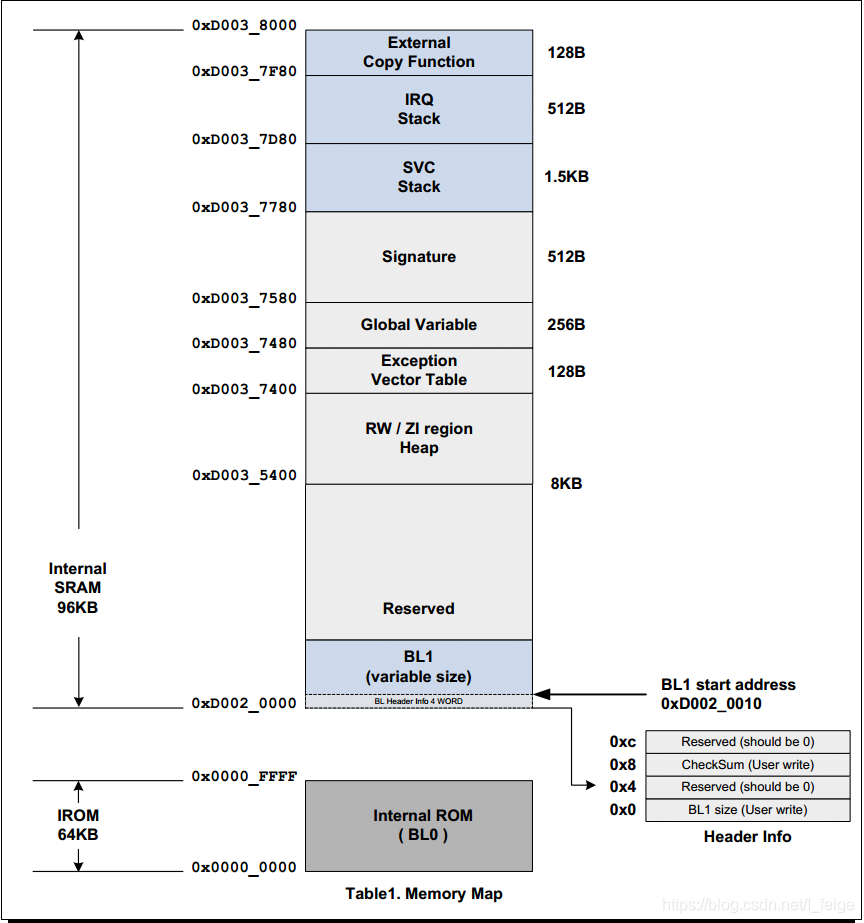 0xD003_8000
External
Copy Function
128B
0xD003_7F80
IRQ
Stack
512B
0xD003_7D80
SVC
Stack
1.5KB
0xD003_7780
Signature
512B
0xD003_7580
Global Variable
256B
0xD003_7480
Exception
Vector Table
128B
0xD003_7400
RW / ZI region
Heap
0xD003_5400
8KB
Internal
SRAM
96KB
Reserved
BL1
(variable size)
BL Header Info 4 WORD
0xD002_0000
BL1 start address
0xD002_0010
0xc Reserved (should be 0)
0x8 CheckSum (User write)
0x4 Reserved (should be 0)
0x0 BL1 size (User write)
Header Info
0x0000_FFFF
IROM
64KB
Internal ROM
( BL0 )
0x0000_0000
Table1. Memory Map
https://blog.csdn.net/l_feige